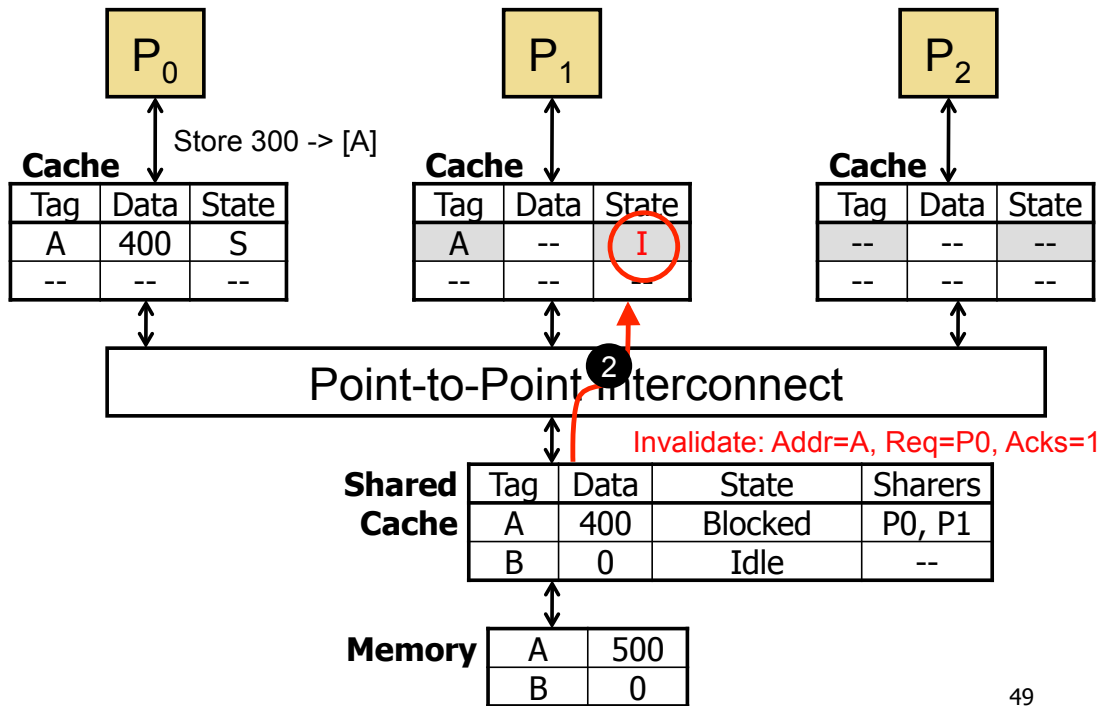 P0 P1 P2
Store 300 -> [A]
Cache Cache Cache
Tag Data State Tag Data State Tag Data State
A 400 S A -- I -- -- --
-- -- -- -- -- -- -- -- --
Point-to-Point Interconnect
2
Invalidate: Addr=A, Req=P0, Acks=1
Shared Tag Data State Sharers
Cache A 400 Blocked P0, P1
B 0 Idle --
Memory A 500
B 0
49